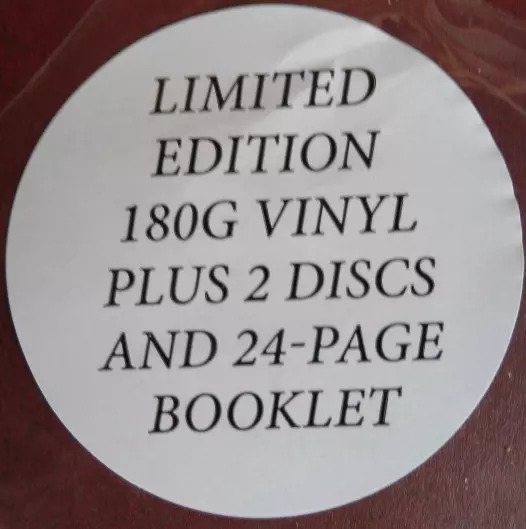 LIMITED
EDITION
180G VINYL
PLUS 2 DISCS
AND 24-PAGE
BOOKLET